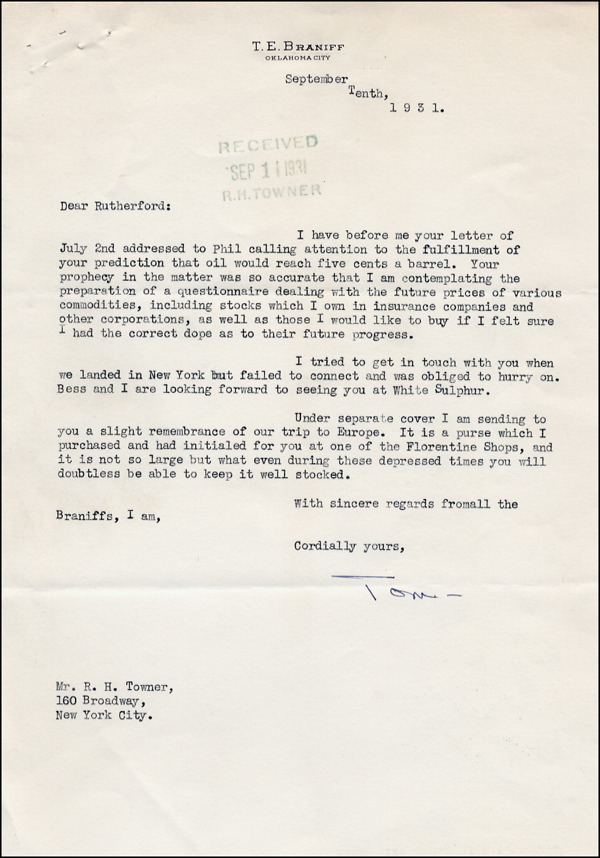 T. E. BRANIFF
OKLAHOMA CITY
September
Tenth,
1 9 3 1.
RECEIVED
SEP 11 1931
R.H. TOWNER
Dear Rutherford:
I have before me your letter of
July 2nd addressed to Phil calling attention to the fulfillment of
your prediction that oil would reach five cents a barrel. Your
prophecy in the matter was so accurate that I am contemplating the
preparation of a questionnaire dealing with the future prices of various
commodities, including stocks which I own in insurance companies and
other corporations, as well as those I would like to buy if I felt sure
I had the correct dope as to their future progress.
I tried to get in touch with you when
we landed in New York but failed to connect and was obliged to hurry on.
Bess and I are looking forward to seeing you at White Sulphur.
Under separate cover I am sending to
you a slight remembrance of our trip to Europe. It is a purse which I
purchased and had initialed for you at one of the Florentine Shops, and
it is not so large but what even during these depressed times you will
doubtless be able to keep it well stocked.
With sincere regards fromall the
Braniffs, I am,
Cordially yours,
Tom
Mr. R. H. Towner,
160 Broadway,
New York City.